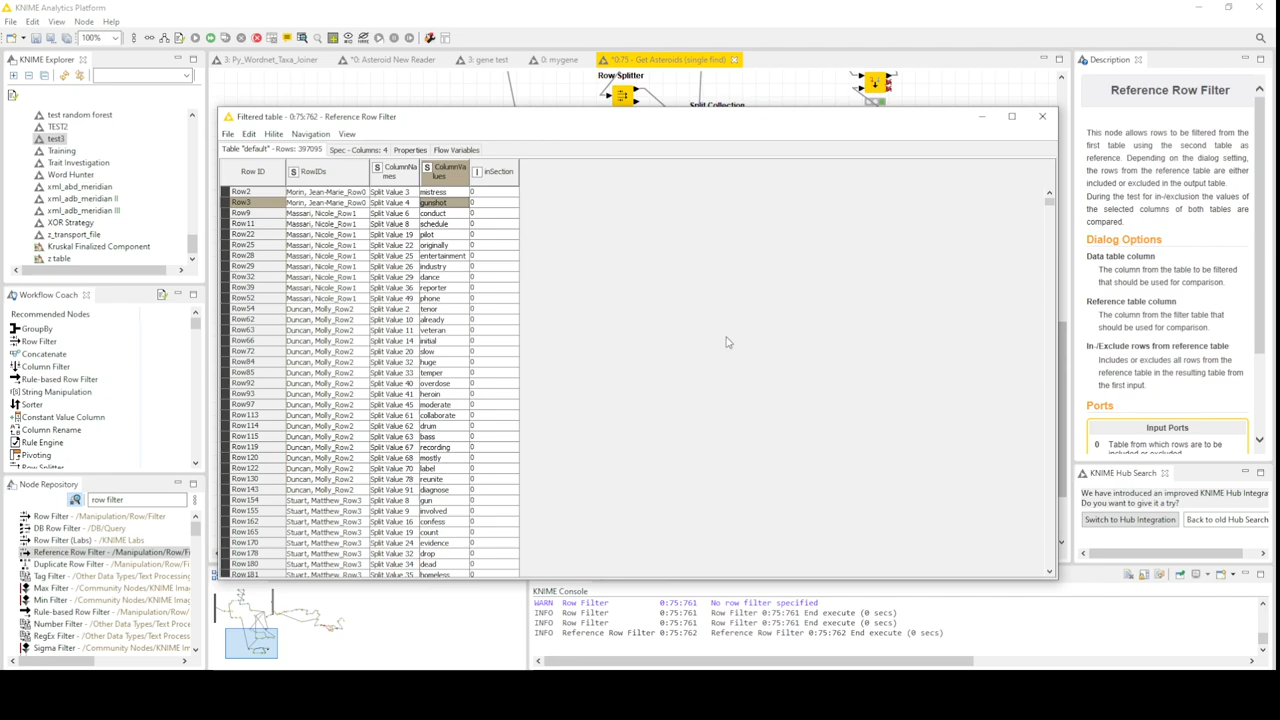 KNIME Analytics Platform
File Edit View Node Help
100%
KNIME Explorer
3: Py_Wordnet_Taxa_Joiner
*0: Asteroid New Reader
3: gene test
0: mygene
*0:75 - Get Asteroids (single find)
Description
Row Splitter
Split Collection
test random forest
TEST2
test3
Training
Trait Investigation
Word Hunter
xml_abd_meridian
xml_adb_meridian II
xml_adb_meridian III
XOR Strategy
z_transport_file
Kruskal Finalized Component
z table
Workflow Coach
Recommended Nodes
GroupBy
Row Filter
Concatenate
Column Filter
Rule-based Row Filter
String Manipulation
Sorter
Constant Value Column
Column Rename
Rule Engine
Pivoting
Row Splitter
Node Repository
row filter
Row Filter - /Manipulation/Row/Filter
DB Row Filter - /DB/Query
Row Filter (Labs) - /KNIME Labs
Reference Row Filter - /Manipulation/Row/Fi
Duplicate Row Filter - /Manipulation/Row/Fi
Tag Filter - /Other Data Types/Text Processing
Max Filter - /Community Nodes/KNIME Imag
Min Filter - /Community Nodes/KNIME Imag
Rule-based Row Filter - /Manipulation/Row/
Number Filter - /Other Data Types/Text Proc
RegEx Filter - /Other Data Types/Text Process
Sigma Filter - /Community Nodes/KNIME Ima
Filtered table - 0:75:762 - Reference Row Filter
File Edit Hilite Navigation View
Table "default" - Rows: 397095 Spec - Columns: 4 Properties Flow Variables
Row ID S RowIDs S ColumnNames S ColumnValues I inSection
Row2 Morin, Jean-Marie_Row0 Split Value 3 mistress 0
Row3 Morin, Jean-Marie_Row0 Split Value 4 gunshot 0
Row9 Massari, Nicole_Row1 Split Value 6 conduct 0
Row11 Massari, Nicole_Row1 Split Value 8 schedule 0
Row22 Massari, Nicole_Row1 Split Value 19 pilot 0
Row25 Massari, Nicole_Row1 Split Value 22 originally 0
Row28 Massari, Nicole_Row1 Split Value 25 entertainment 0
Row29 Massari, Nicole_Row1 Split Value 26 industry 0
Row32 Massari, Nicole_Row1 Split Value 29 dance 0
Row39 Massari, Nicole_Row1 Split Value 36 reporter 0
Row52 Massari, Nicole_Row1 Split Value 49 phone 0
Row54 Duncan, Molly_Row2 Split Value 2 tenor 0
Row62 Duncan, Molly_Row2 Split Value 10 already 0
Row63 Duncan, Molly_Row2 Split Value 11 veteran 0
Row66 Duncan, Molly_Row2 Split Value 14 initial 0
Row72 Duncan, Molly_Row2 Split Value 20 slow 0
Row84 Duncan, Molly_Row2 Split Value 32 huge 0
Row85 Duncan, Molly_Row2 Split Value 33 temper 0
Row92 Duncan, Molly_Row2 Split Value 40 overdose 0
Row93 Duncan, Molly_Row2 Split Value 41 heroin 0
Row97 Duncan, Molly_Row2 Split Value 45 moderate 0
Row113 Duncan, Molly_Row2 Split Value 61 collaborate 0
Row114 Duncan, Molly_Row2 Split Value 62 drum 0
Row115 Duncan, Molly_Row2 Split Value 63 bass 0
Row119 Duncan, Molly_Row2 Split Value 67 recording 0
Row120 Duncan, Molly_Row2 Split Value 68 mostly 0
Row122 Duncan, Molly_Row2 Split Value 70 label 0
Row130 Duncan, Molly_Row2 Split Value 78 reunite 0
Row143 Duncan, Molly_Row2 Split Value 91 diagnose 0
Row154 Stuart, Matthew_Row3 Split Value 8 gun 0
Row155 Stuart, Matthew_Row3 Split Value 9 involved 0
Row162 Stuart, Matthew_Row3 Split Value 16 confess 0
Row165 Stuart, Matthew_Row3 Split Value 19 count 0
Row170 Stuart, Matthew_Row3 Split Value 24 evidence 0
Row178 Stuart, Matthew_Row3 Split Value 32 drop 0
Row180 Stuart, Matthew_Row3 Split Value 34 dead 0
Row181 Stuart, Matthew_Row3 Split Value 35 homeless 0
Reference Row Filter
This node allows rows to be filtered from the
first table using the second table as
reference. Depending on the dialog setting,
the rows from the reference table are either
included or excluded in the output table.
During the test for in-/exclusion the values of
the selected columns of both tables are
compared.
Dialog Options
Data table column
The column from the table to be filtered
that should be used for comparison.
Reference table column
The column from the filter table that
should be used for comparison.
In-/Exclude rows from reference table
Includes or excludes all rows from the
reference table in the resulting table from
the first input.
Ports
Input Ports
0 Table from which rows are to be
included or excluded
KNIME Hub Search
We have introduced an improved KNIME Hub Integra
Do you want to give it a try?
Switch to Hub Integration Back to old Hub Search
KNIME Console
WARN Row Filter 0:75:761 No row filter specified
INFO Row Filter 0:75:761 Row Filter 0:75:761 End execute (0 secs)
INFO Row Filter 0:75:761 Row Filter 0:75:761 End execute (0 secs)
INFO Reference Row Filter 0:75:762 Reference Row Filter 0:75:762 End execute (0 secs)